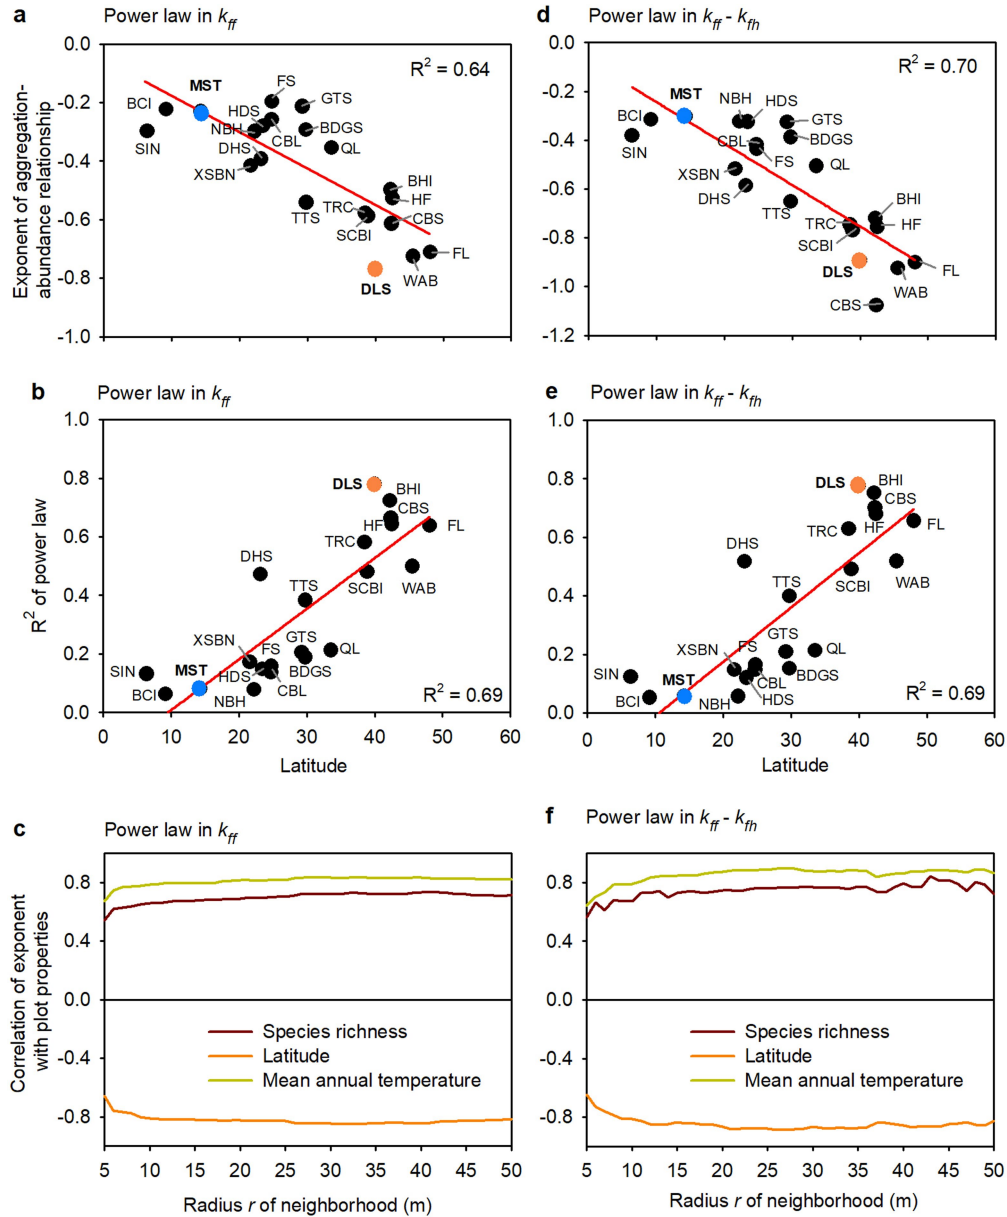 a
Power law in kff
0.0
-0.2
-0.4
-0.6
-0.8
-1.0
Exponent of aggregation-
abundance relationship
R² = 0.64
BCI
SIN
MST
FS
HDS
NBH
CBL
GTS
BDGS
DHS
XSBN
QL
TTS
TRC
SCBI
BHI
HF
CBS
FL
WAB
DLS
d
Power law in kff - kfh
0.0
-0.2
-0.4
-0.6
-0.8
-1.0
-1.2
R² = 0.70
BCI
SIN
MST
NBH
HDS
GTS
BDGS
CBL
FS
XSBN
DHS
QL
TTS
TRC
SCBI
BHI
HF
DLS
FL
WAB
CBS
b
Power law in kff
1.0
0.8
0.6
0.4
0.2
0.0
R² of power law
DLS
BHI
CBS
HF
FL
TRC
DHS
SCBI
WAB
TTS
XSBN
FS
GTS
QL
SIN
MST
HDS
BDGS
CBL
BCI
NBH
R² = 0.69
0
10
20
30
40
50
60
Latitude
e
Power law in kff - kfh
1.0
0.8
0.6
0.4
0.2
0.0
DLS
BHI
CBS
HF
FL
TRC
DHS
SCBI
WAB
TTS
XSBN
FS
GTS
QL
SIN
MST
BDGS
CBL
BCI
NBH
HDS
R² = 0.69
0
10
20
30
40
50
60
Latitude
c
Power law in kff
0.8
0.4
0.0
-0.4
-0.8
Correlation of exponent
with plot properties
Species richness
Latitude
Mean annual temperature
5
10
15
20
25
30
35
40
45
50
Radius r of neighborhood (m)
f
Power law in kff - kfh
0.8
0.4
0.0
-0.4
-0.8
Species richness
Latitude
Mean annual temperature
5
10
15
20
25
30
35
40
45
50
Radius r of neighborhood (m)